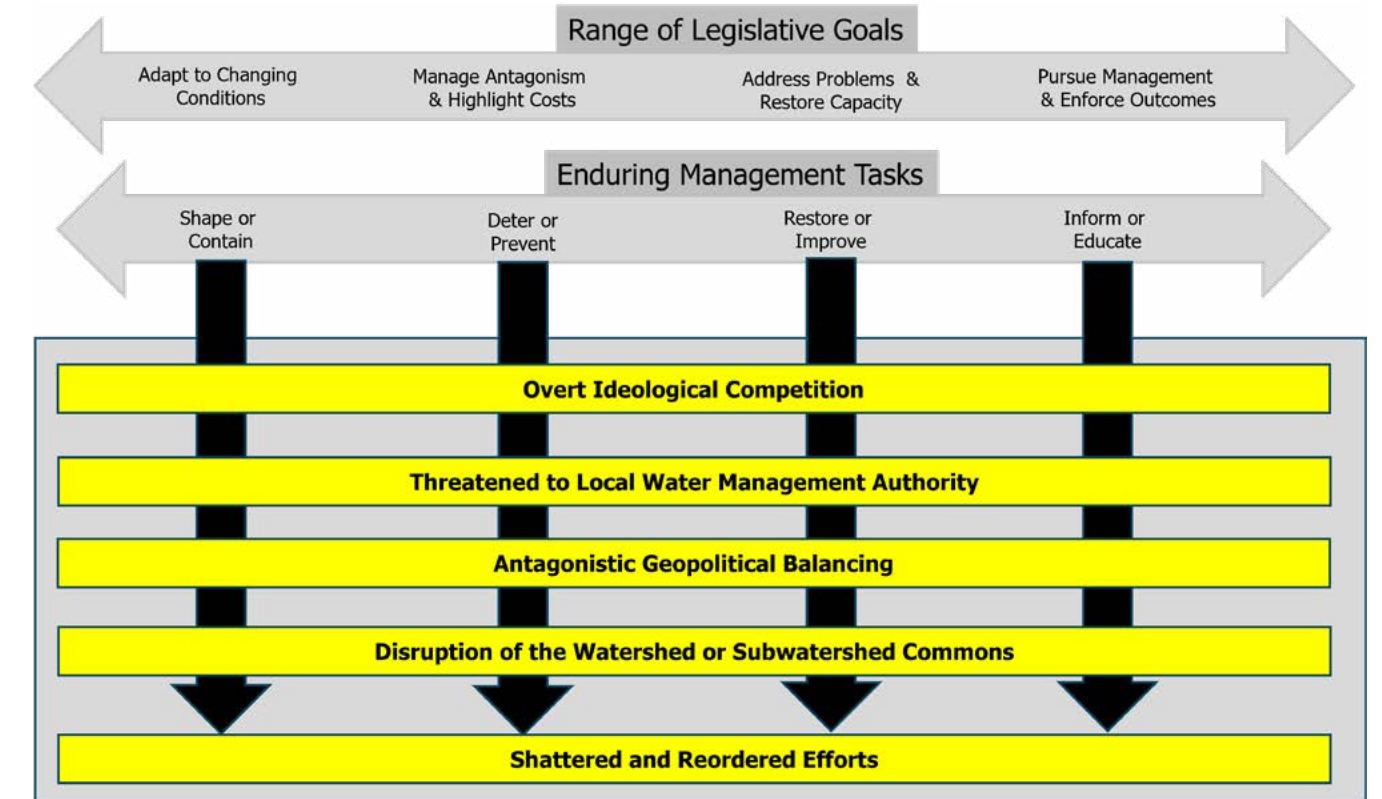 Range of Legislative Goals
Adapt to Changing
Conditions
Manage Antagonism
& Highlight Costs
Address Problems &
Restore Capacity
Pursue Management
& Enforce Outcomes
Enduring Management Tasks
Shape or
Contain
Deter or
Prevent
Restore or
Improve
Inform or
Educate
Overt Ideological Competition
Threatened to Local Water Management Authority
Antagonistic Geopolitical Balancing
Disruption of the Watershed or Subwatershed Commons
Shattered and Reordered Efforts